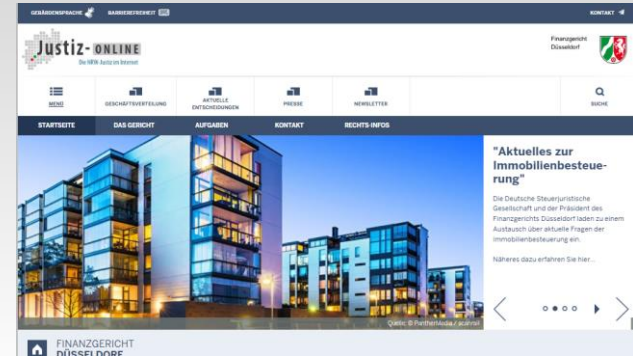 GEBÄRDENSPRACHE BARRIEREFREIHEIT KONTAKT
Justiz-ONLINE
Die NRW-Justiz im Internet
Finanzgericht
Düsseldorf
MENÜ
GESCHÄFTSVERTEILUNG
AKTUELLE
ENTSCHEIDUNGEN
PRESSE
NEWSLETTER
SUCHE
STARTSEITE DAS GERICHT AUFGABEN KONTAKT RECHTS-INFOS
"Aktuelles zur
Immobilienbesteue-
rung"
Die Deutsche Steuerjuristische
Gesellschaft und der Präsident des
Finanzgerichts Düsseldorf laden zu einem
Austausch über aktuelle Fragen der
Immobilienbesteuerung ein.
Näheres dazu erfahren Sie hier...
Quelle: © PantherMedia /
FINANZGERICHT
DÜSSELDORF